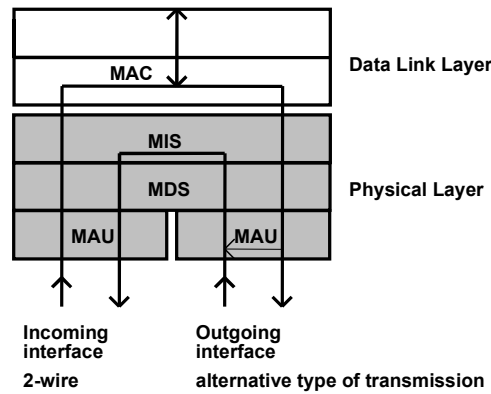 MAC
Data Link Layer
MIS
MDS
Physical Layer
MAU
MAU
Incoming
interface
2-wire
Outgoing
interface
alternative type of transmission